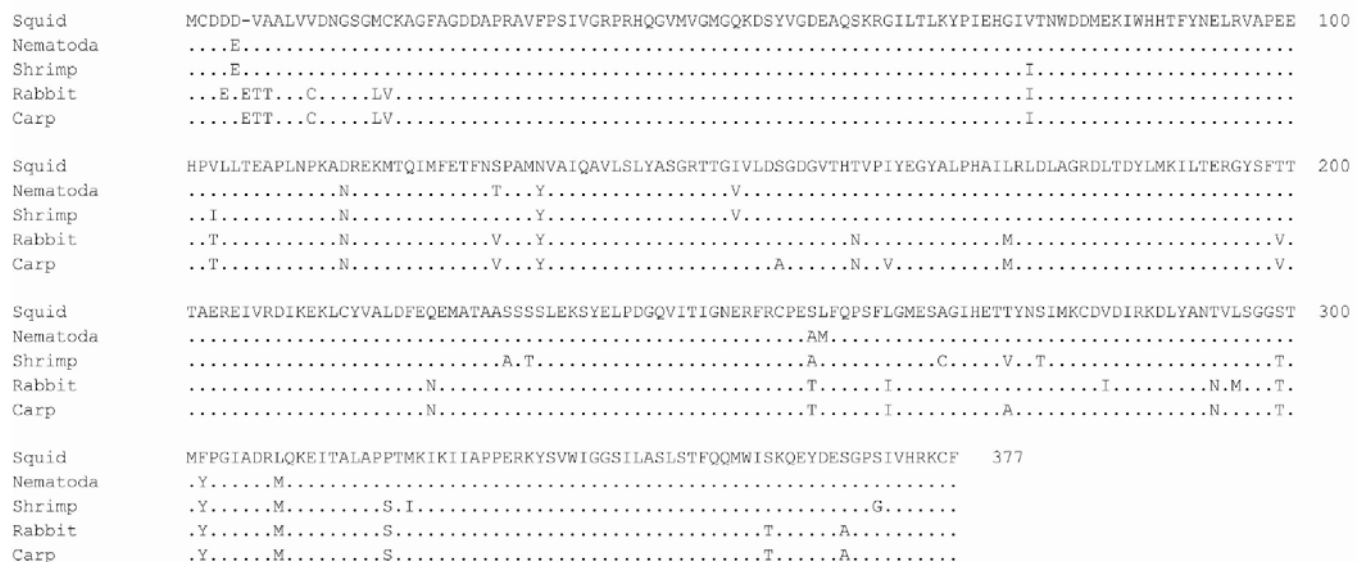 Squid MCDDD-VAALVVDNGSGMCKAGFAGDDAPRAVFPSIVGRPRHQGVMVGMGQKDSYVGDEAQSKRGILTLKYPIEHGIVTNWDDMEKIWHHTFYNELRVAPEE 100
Nematoda ....E.................................................................................................
Shrimp ....E........................................................................I........................
Rabbit ...E.ETT...C.....LV..........................................................I........................
Carp .....ETT...C.....LV..........................................................I........................
Squid HPVLLTEAPLNPKADREKMTQIMFETFNSPAMNVAIQAVLSLYASGRTTGIVLDSGDGVTHTVPIYEGYALPHAILRLDLAGRDLTDYLMKILTERGYSFTT 200
Nematoda ..............N.............T...Y.................V...................................................
Shrimp ..I...........N.................Y.................V...................................................
Rabbit ..T...........N.............V...Y............................N.............M........................V.
Carp ..T...........N.............V...Y.....................A......N..V..........M........................V.
Squid TAEREIVRDIKEKLCYVALDFEQEMATAASSSSLEKSYELPDGQVITIGNERFRCPESLFQPSFLGMESAGIHETTYNSIMKCDVDIRKDLYANTVLSGGST 300
Nematoda .........................................................AM...........................................
Shrimp .............................A.T.........................A...........C.....V..T.....................T.
Rabbit ......................N..................................T......I...................I.........N.M...T.
Carp ......................N..................................T......I..........A..................N.....T.
Squid MFPGIADRLQKEITALAPPTMKIKIIAPPERKYSVWIGGSILASLSTFQQMWISKQEYDESGPSIVHRKCF 377
Nematoda .Y......M..............................................................
Shrimp .Y......M.........S.I..........................................G.......
Rabbit .Y......M.........S..................................T......A..........
Carp .Y......M.........S..................................T......A..........